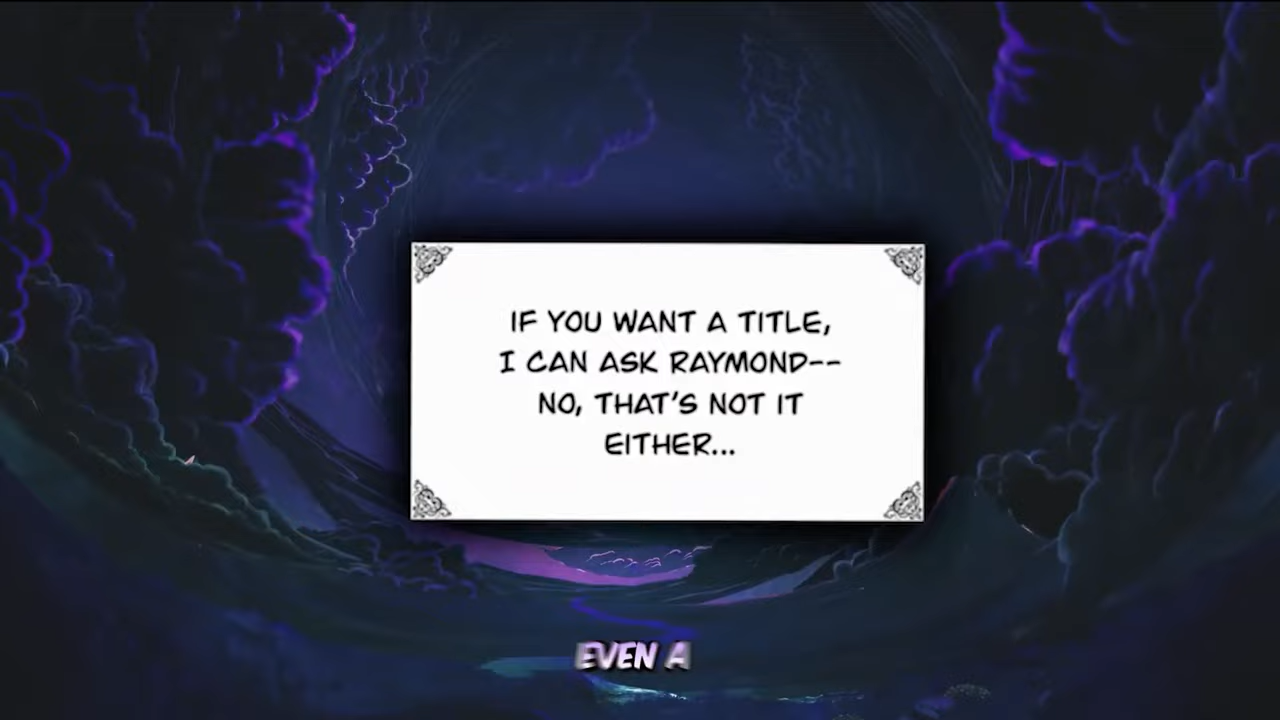 IF YOU WANT A TITLE,
I CAN ASK RAYMOND--
NO, THAT'S NOT IT
EITHER...
EVEN A